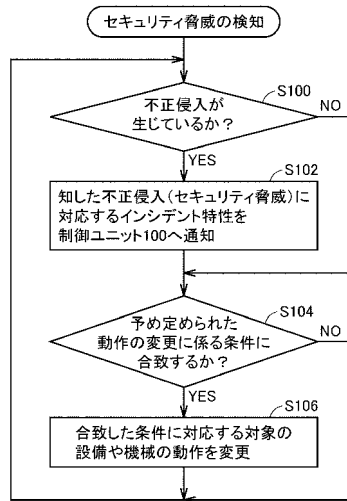 セキュリティ脅威の検知
S100
不正侵入が
生じているか？
NO
YES
S102
知した不正侵入（セキュリティ脅威）に
対応するインシデント特性を
制御ユニット100へ通知
S104
予め定められた
動作の変更に係る条件に
合致するか？
NO
YES
S106
合致した条件に対応する対象の
設備や機械の動作を変更